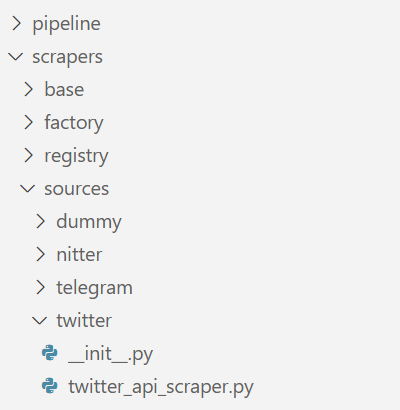 pipeline
scrapers
base
factory
registry
sources
dummy
nitter
telegram
twitter
__init__.py
twitter_api_scraper.py